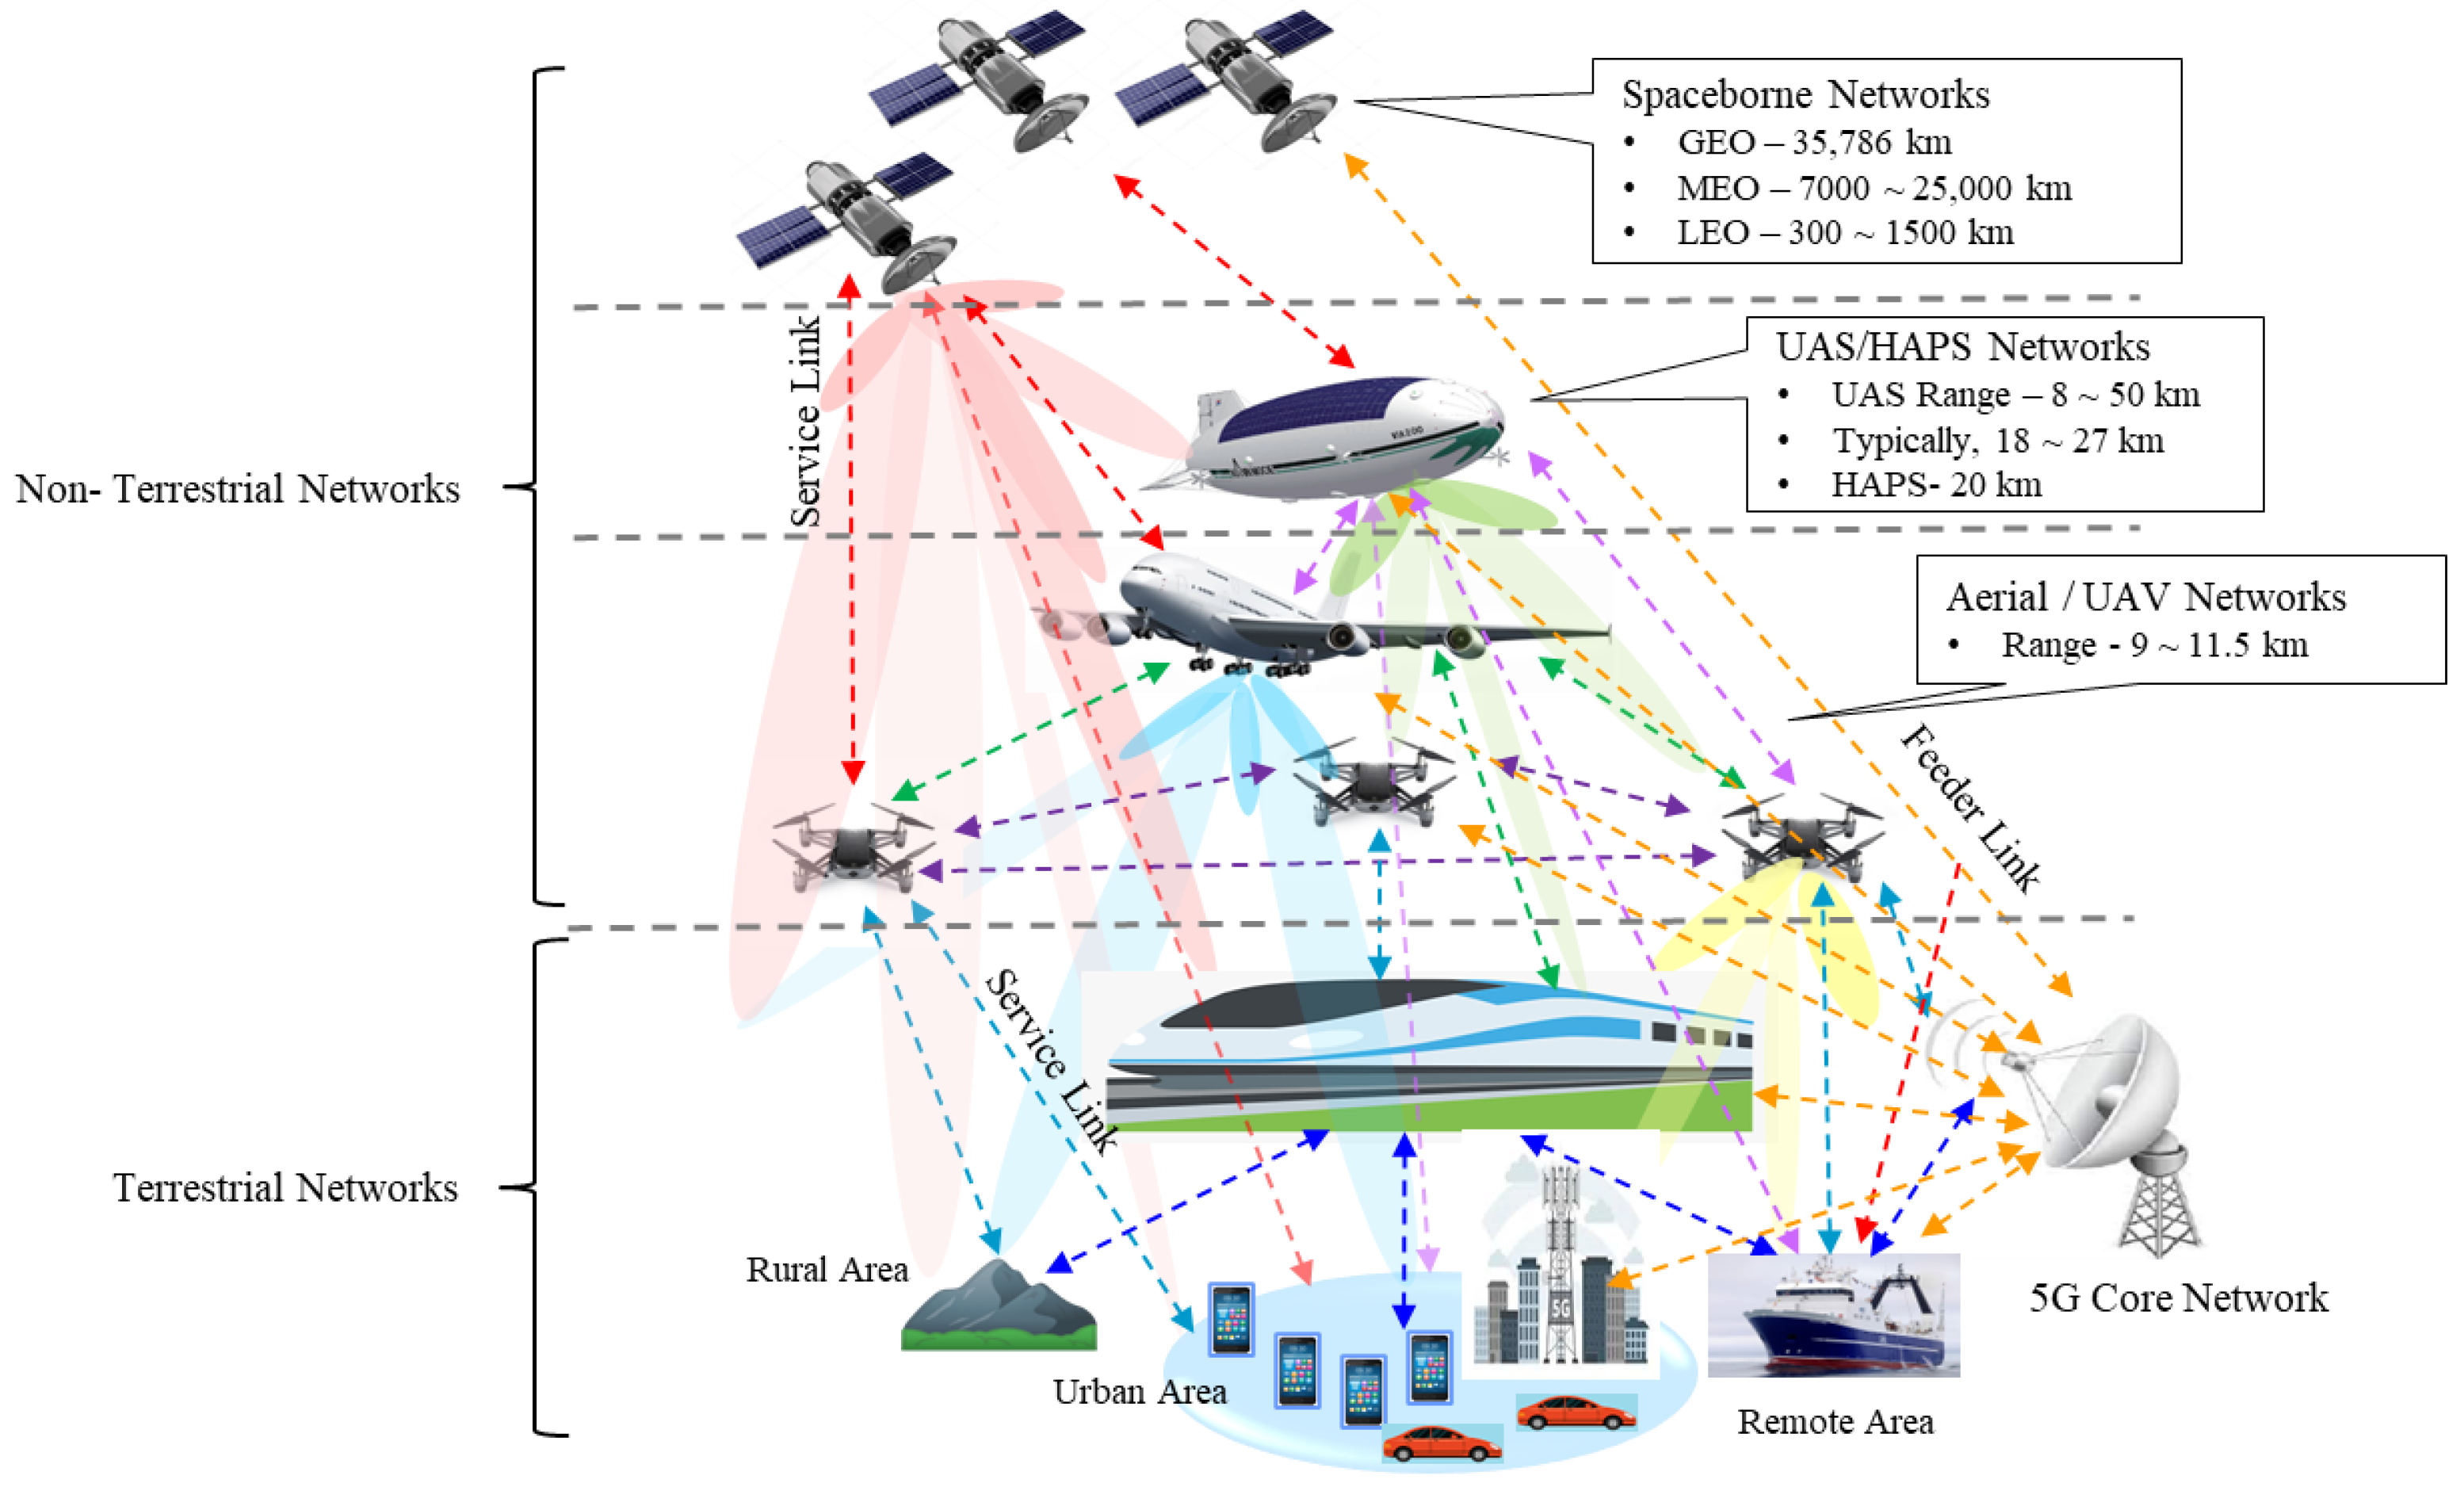 Spaceborne Networks
• GEO – 35,786 km
• MEO – 7000 ~ 25,000 km
• LEO – 300 ~ 1500 km
Service Link
UAS/HAPS Networks
• UAS Range – 8 ~ 50 km
• Typically, 18 ~ 27 km
• HAPS- 20 km
Non- Terrestrial Networks
Aerial / UAV Networks
• Range - 9 ~ 11.5 km
Feeder Link
Service Link
Terrestrial Networks
Rural Area
5G
5G Core Network
Urban Area
Remote Area